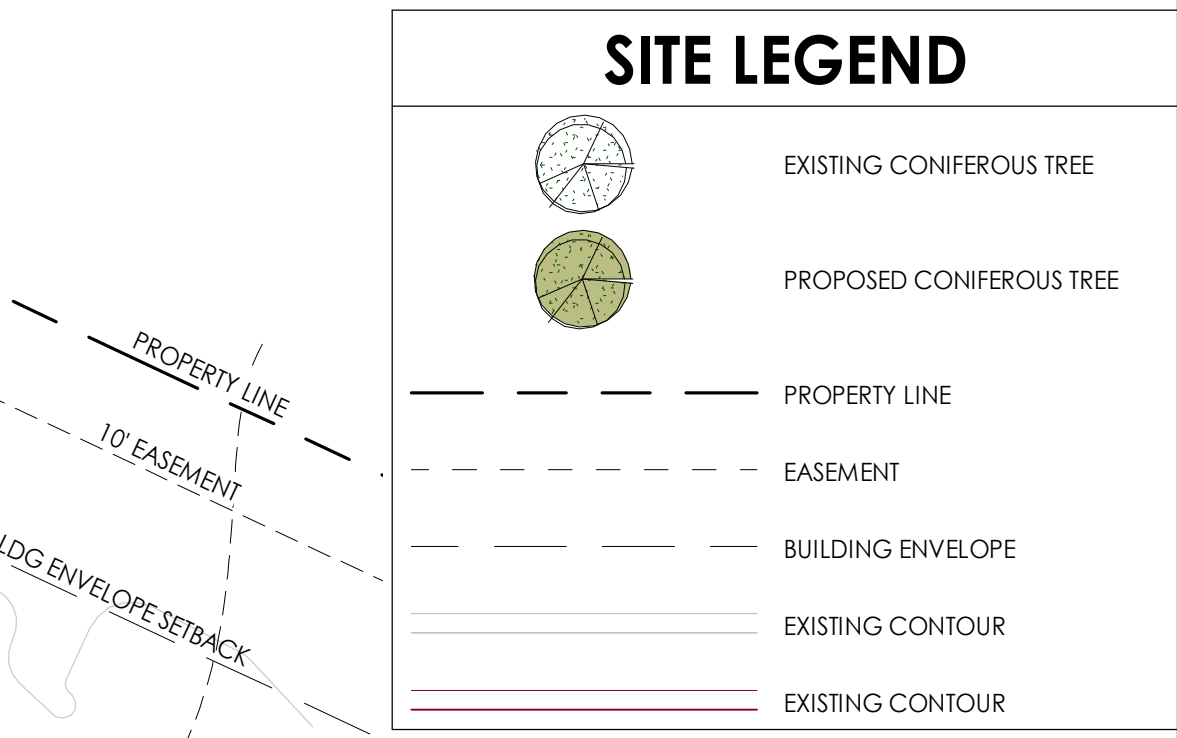 SITE LEGEND
EXISTING CONIFEROUS TREE
PROPOSED CONIFEROUS TREE
PROPERTY LINE
EASEMENT
BUILDING ENVELOPE
EXISTING CONTOUR
EXISTING CONTOUR
PROPERTY LINE
10' EASEMENT
LDG ENVELOPE SETBACK